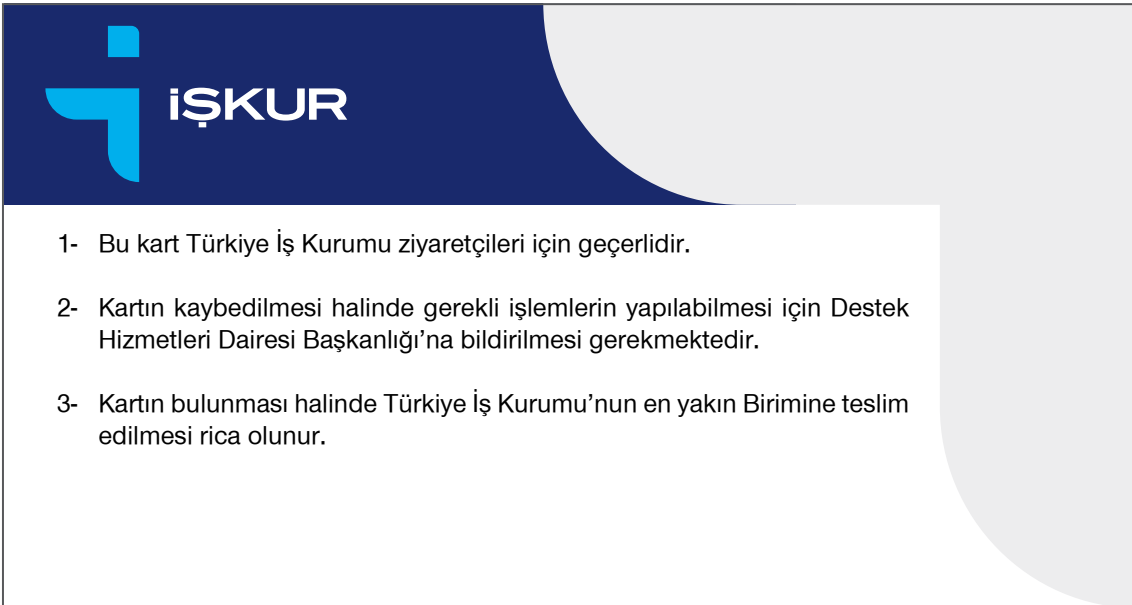 iŞKUR
1- Bu kart Türkiye İş Kurumu ziyaretçileri için geçerlidir.
2- Kartın kaybedilmesi halinde gerekli işlemlerin yapılabilmesi için Destek
Hizmetleri Dairesi Başkanlığı’na bildirilmesi gerekmektedir.
3- Kartın bulunması halinde Türkiye İş Kurumu’nun en yakın Birimine teslim
edilmesi rica olunur.